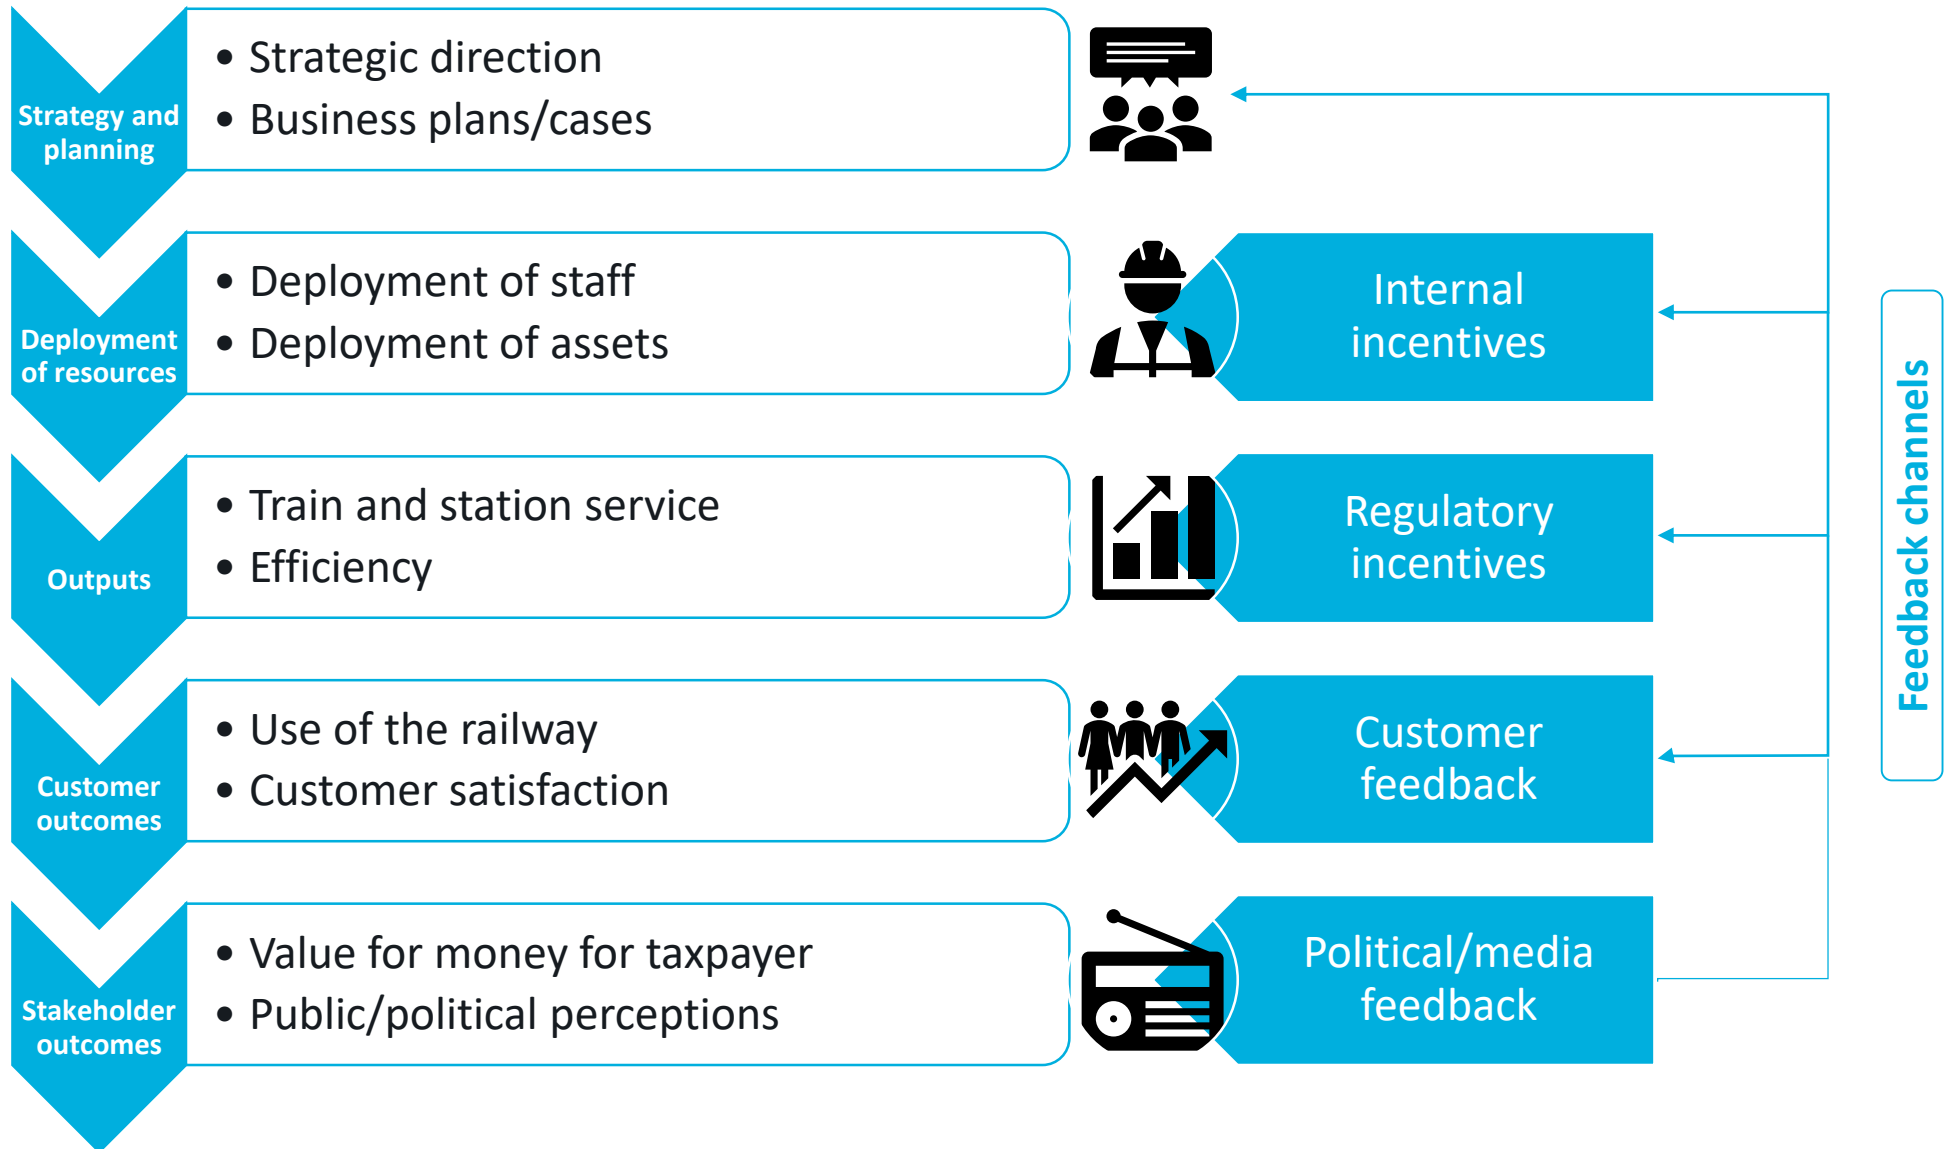 Strategy and
planning
• Strategic direction
• Business plans/cases
Deployment
of resources
• Deployment of staff
• Deployment of assets
Internal
incentives
Outputs
• Train and station service
• Efficiency
Regulatory
incentives
Customer
outcomes
• Use of the railway
• Customer satisfaction
Customer
feedback
Stakeholder
outcomes
• Value for money for taxpayer
• Public/political perceptions
Political/media
feedback
Feedback channels